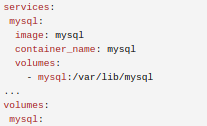 services:
 mysql:
  image: mysql
  container_name: mysql
  volumes:
    - mysql:/var/lib/mysql
...
volumes:
 mysql: